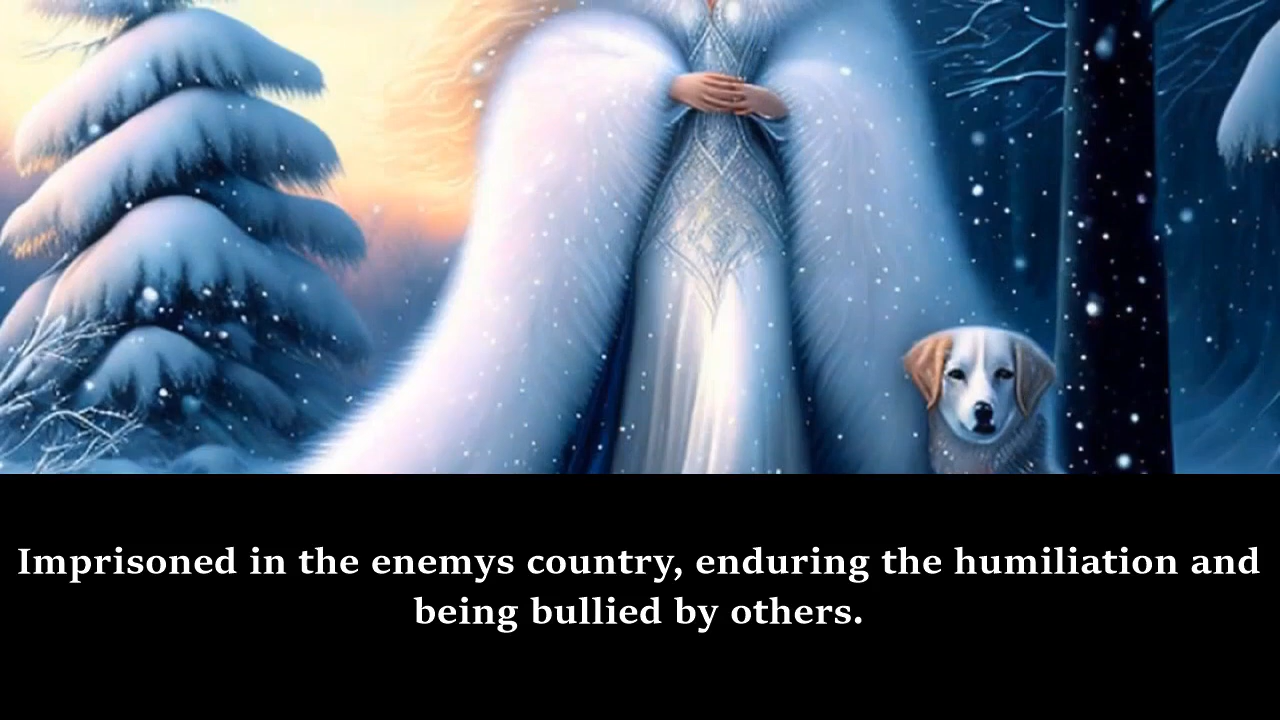 Imprisoned in the enemys country, enduring the humiliation and
being bullied by others.